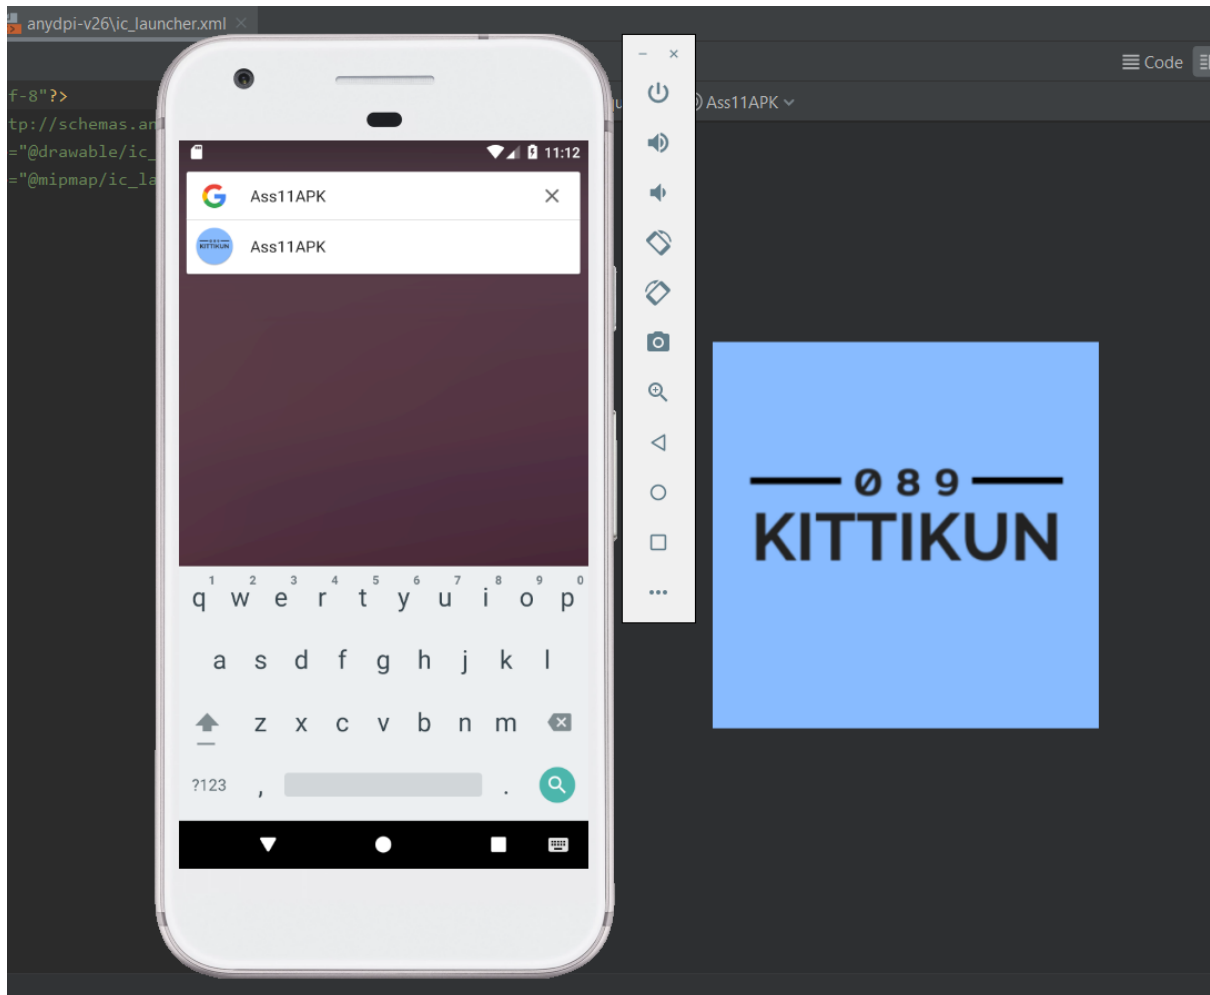 anydpi-v26\ic_launcher.xml
Code
f-8"?>
Ass11APK
tp://schemas.an
="@drawable/ic_
="@mipmap/ic_la
11:12
Ass11APK
Ass11APK
089
KITTIKUN
1 2 3 4 5 6 7 8 9 0
q w e r t y u i o p
a s d f g h j k l
z x c v b n m
?123 , .